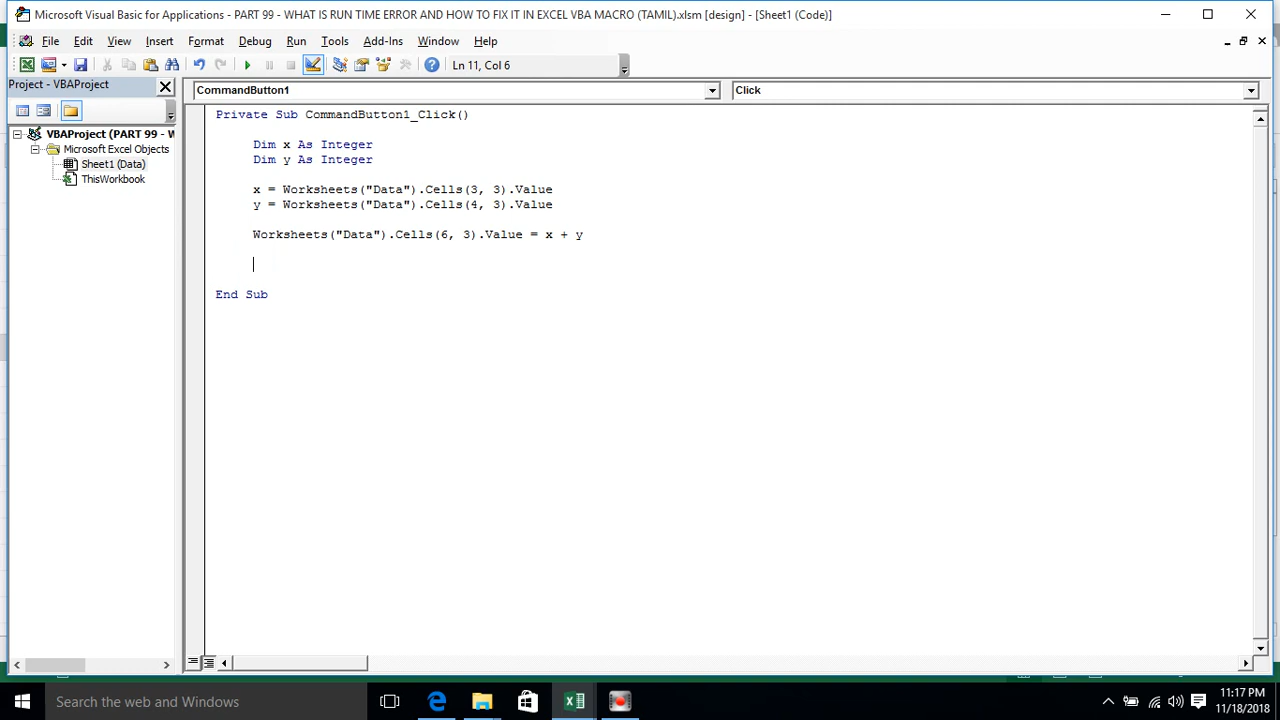 Microsoft Visual Basic for Applications - PART 99 - WHAT IS RUN TIME ERROR AND HOW TO FIX IT IN EXCEL VBA MACRO (TAMIL).xlsm [design] - [Sheet1 (Code)]
File Edit View Insert Format Debug Run Tools Add-Ins Window Help
Ln 11, Col 6
Project - VBAProject
CommandButton1
Click
VBAProject (PART 99 - W
Microsoft Excel Objects
Sheet1 (Data)
ThisWorkbook
Private Sub CommandButton1_Click()
Dim x As Integer
Dim y As Integer
x = Worksheets("Data").Cells(3, 3).Value
y = Worksheets("Data").Cells(4, 3).Value
Worksheets("Data").Cells(6, 3).Value = x + y
End Sub
Search the web and Windows
11:17 PM
11/18/2018